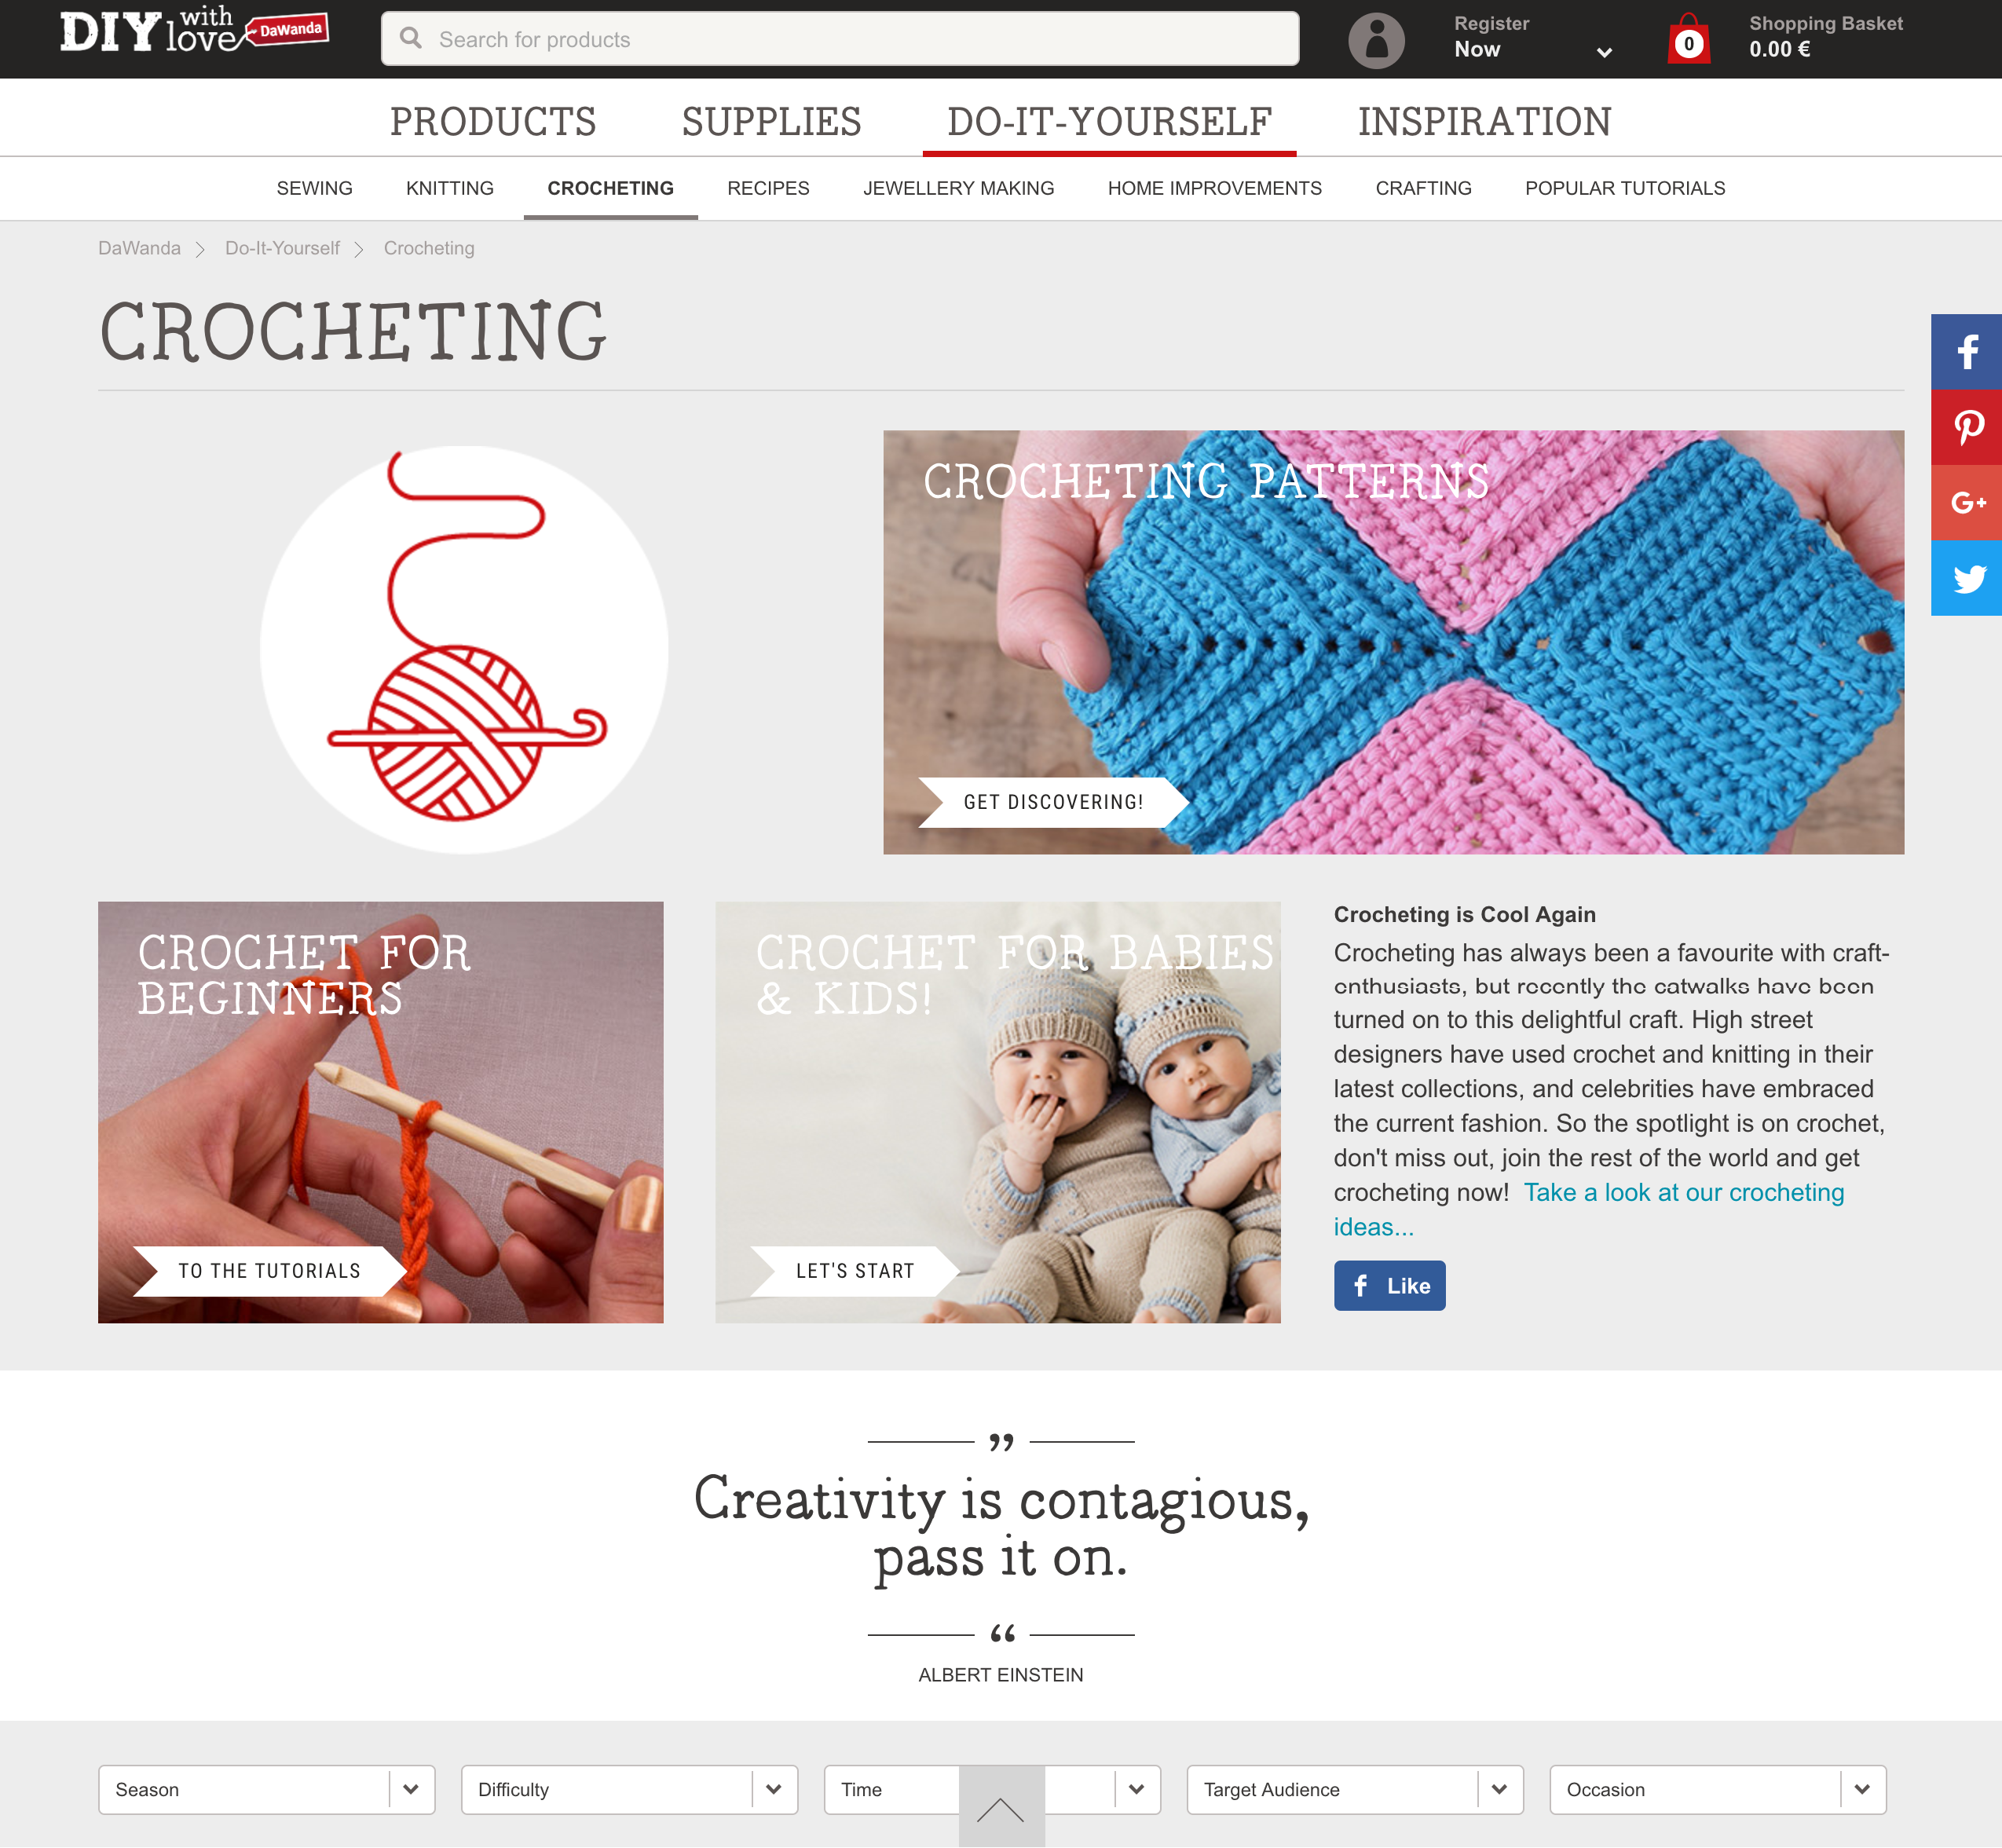 DIY with love DaWanda
Search for products
Register
Now
0
Shopping Basket
0.00 €
PRODUCTS SUPPLIES DO-IT-YOURSELF INSPIRATION
SEWING KNITTING CROCHETING RECIPES JEWELLERY MAKING HOME IMPROVEMENTS CRAFTING POPULAR TUTORIALS
DaWanda Do-It-Yourself Crocheting
CROCHETING
CROCHETING PATTERNS
GET DISCOVERING!
CROCHET FOR
BEGINNERS
TO THE TUTORIALS
CROCHET FOR BABIES
& KIDS!
LET'S START
Crocheting is Cool Again
Crocheting has always been a favourite with craft-
enthusiasts, but recently the catwalks have been
turned on to this delightful craft. High street
designers have used crochet and knitting in their
latest collections, and celebrities have embraced
the current fashion. So the spotlight is on crochet,
don't miss out, join the rest of the world and get
crocheting now! Take a look at our crocheting
ideas...
Like
”
Creativity is contagious,
pass it on.
“
ALBERT EINSTEIN
Season Difficulty Time Target Audience Occasion